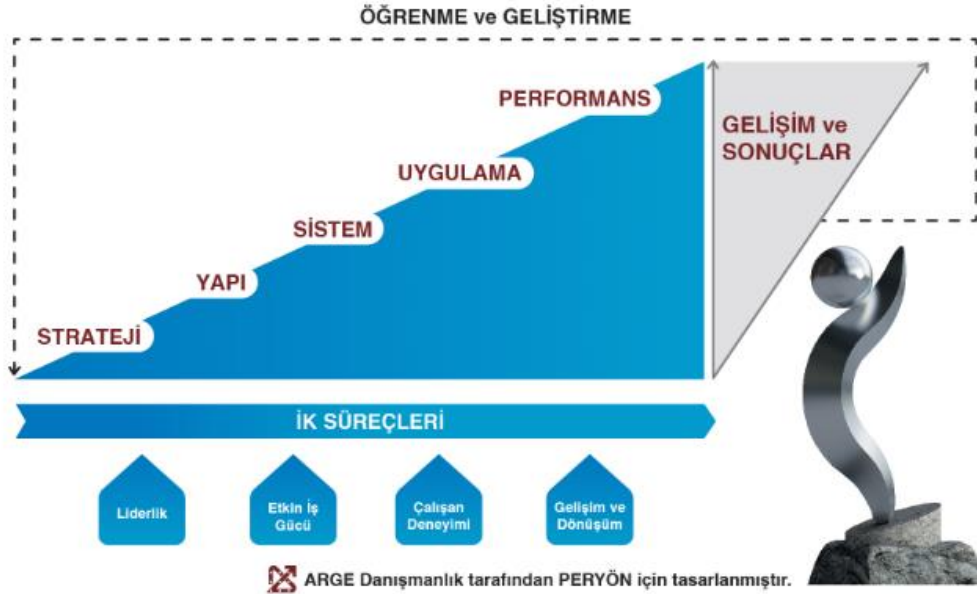 ÖĞRENME ve GELİŞTİRME
PERFORMANS
GELİŞİM ve
SONUÇLAR
UYGULAMA
SİSTEM
YAPI
STRATEJİ
İK SÜREÇLERİ
Liderlik
Etkin İş
Gücü
Çalışan
Deneyimi
Gelişim ve
Dönüşüm
ARGE Danışmanlık tarafından PERYÖN için tasarlanmıştır.